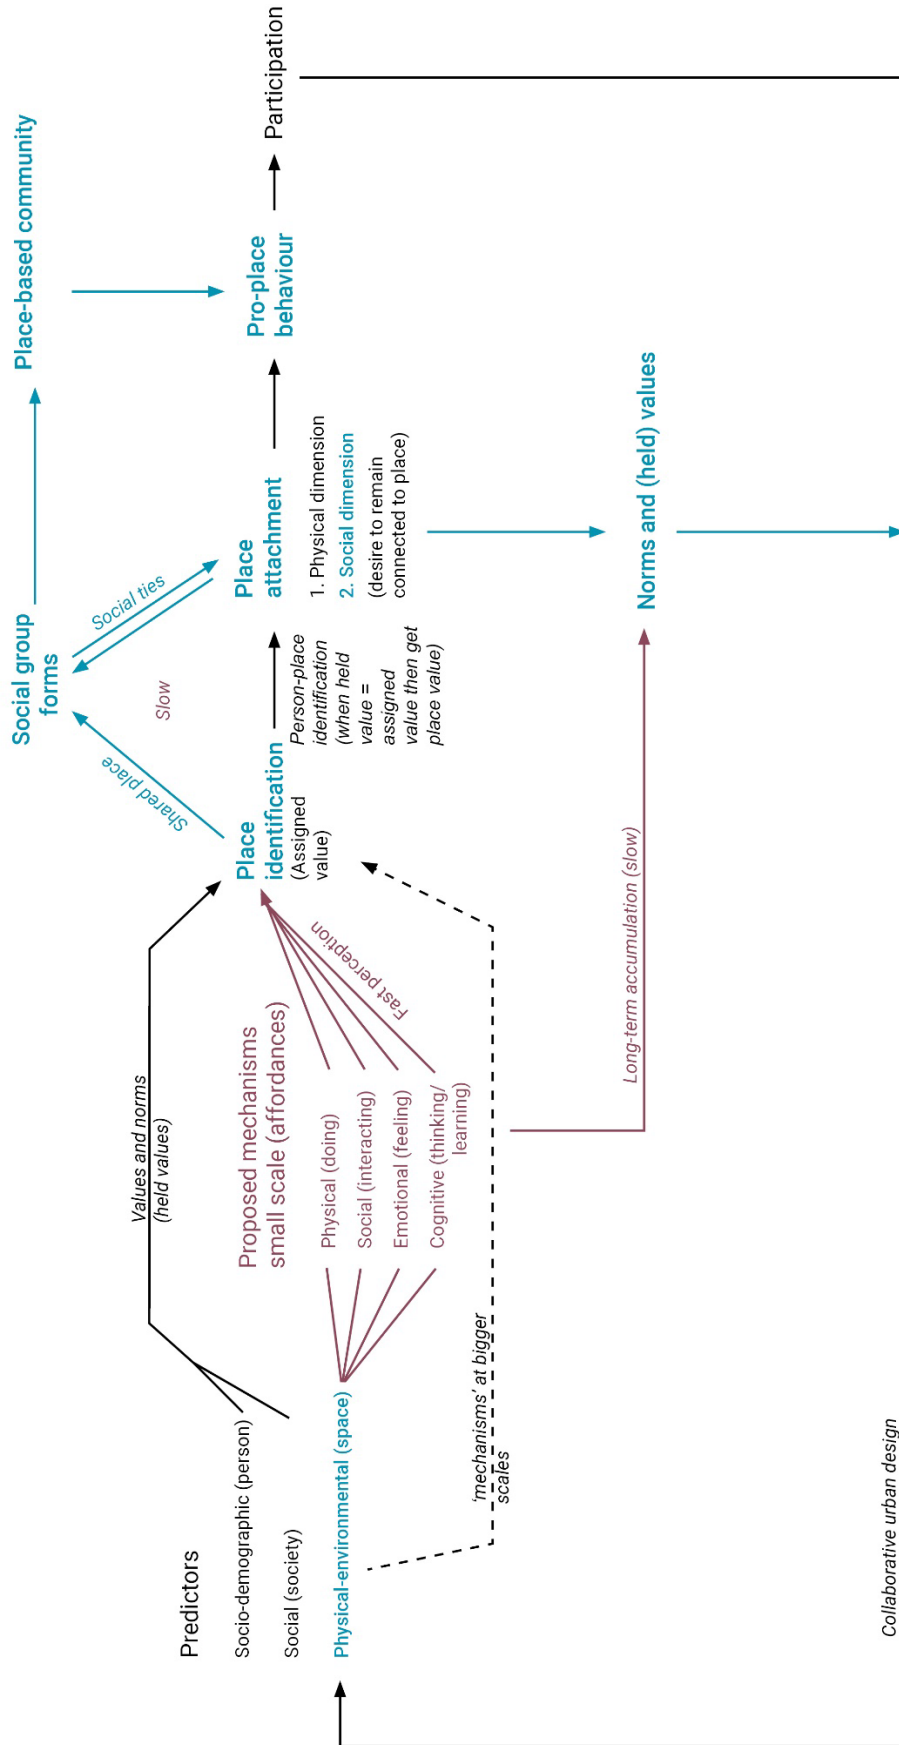 Predictors
Socio-demographic (person)
Social (society)
Physical-environmental (space)
Values and norms
(held values)
Proposed mechanisms
small scale (affordances)
Physical (doing)
Social (interacting)
Emotional (feeling)
Cognitive (thinking/
learning)
Fast perception
'mechanisms' at bigger
scales
Place
identification
(Assigned
value)
Shared place
Social group
forms
Slow
Social ties
Person-place
identification
(when held
value =
assigned
value then get
place value)
Place
attachment
1. Physical dimension
2. Social dimension
(desire to remain
connected to place)
Place-based community
Pro-place
behaviour
Participation
Long-term accumulation (slow)
Norms and (held) values
Collaborative urban design